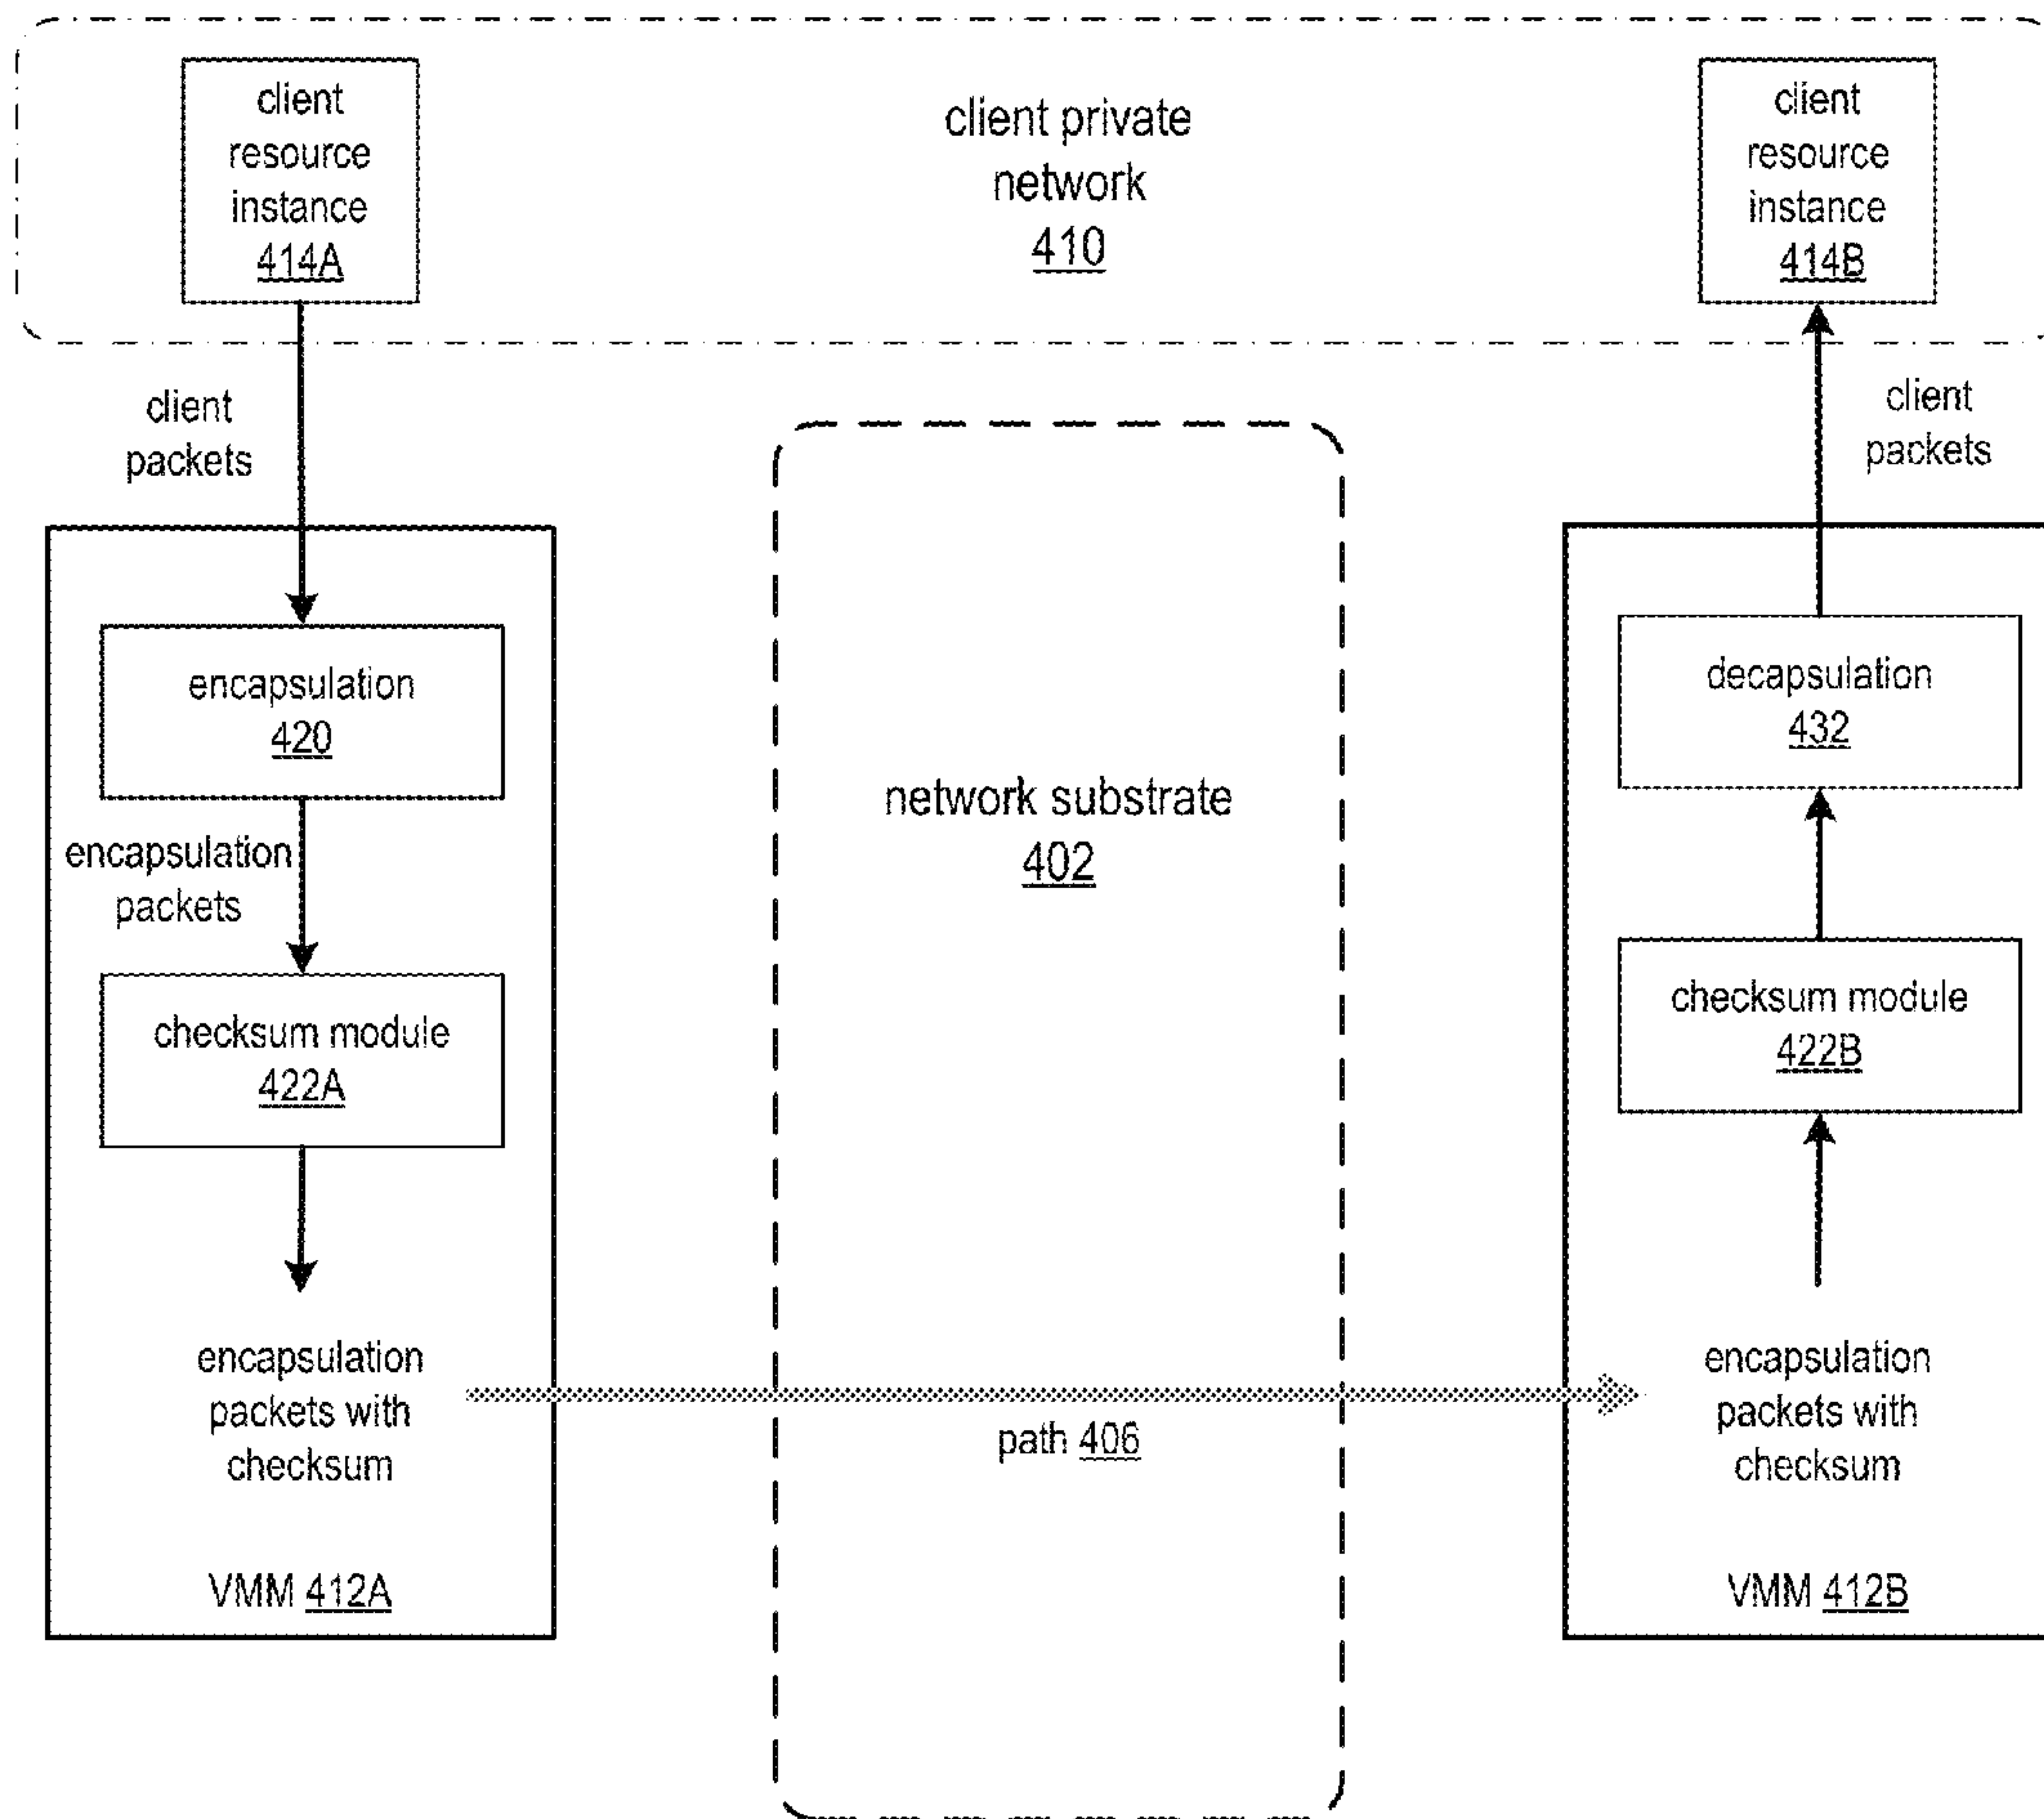 client
resource
instance
414A
client private
network
410
client
resource
instance
414B
client
packets
client
packets
encapsulation
420
encapsulation
packets
checksum module
422A
encapsulation
packets with
checksum
VMM 412A
network substrate
402
path 406
decapsulation
432
checksum module
422B
encapsulation
packets with
checksum
VMM 412B